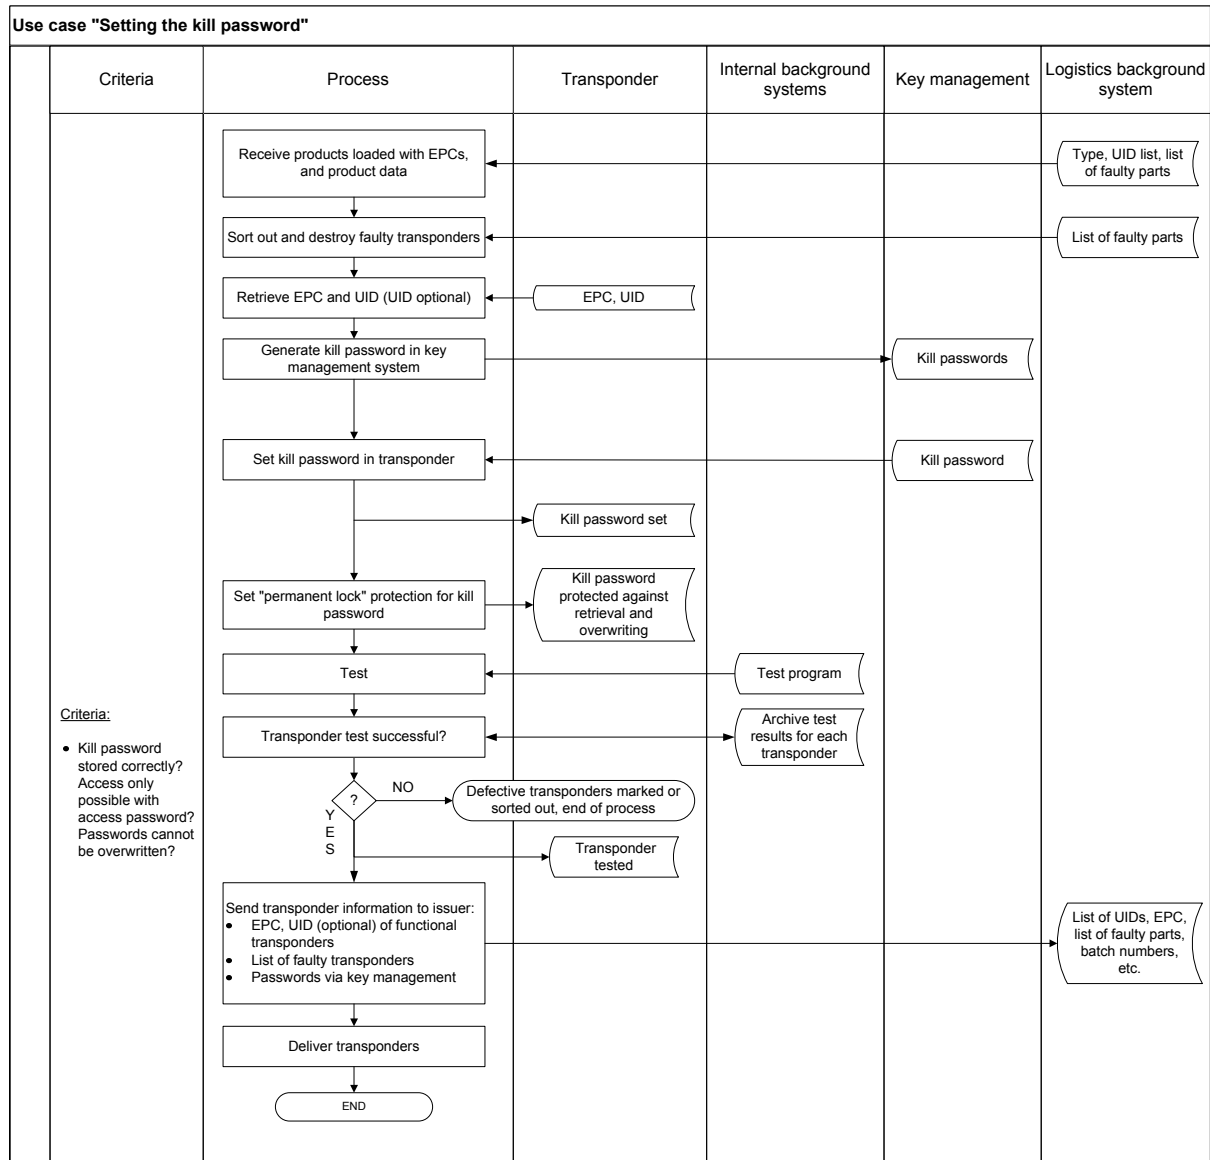 Use case "Setting the kill password"
Criteria
Process
Transponder
Internal background
systems
Key management
Logistics background
system
Receive products loaded with EPCs,
and product data
Type, UID list, list
of faulty parts
Sort out and destroy faulty transponders
List of faulty parts
Retrieve EPC and UID (UID optional)
EPC, UID
Generate kill password in key
management system
Kill passwords
Set kill password in transponder
Kill password
Kill password set
Set "permanent lock" protection for kill
password
Kill password
protected against
retrieval and
overwriting
Test
Test program
Criteria:
• Kill password
stored correctly?
Access only
possible with
access password?
Passwords cannot
be overwritten?
Transponder test successful?
Archive test
results for each
transponder
?
NO
Defective transponders marked or
sorted out, end of process
Y
E
S
Transponder
tested
Send transponder information to issuer:
• EPC, UID (optional) of functional
transponders
• List of faulty transponders
• Passwords via key management
List of UIDs, EPC,
list of faulty parts,
batch numbers,
etc.
Deliver transponders
END